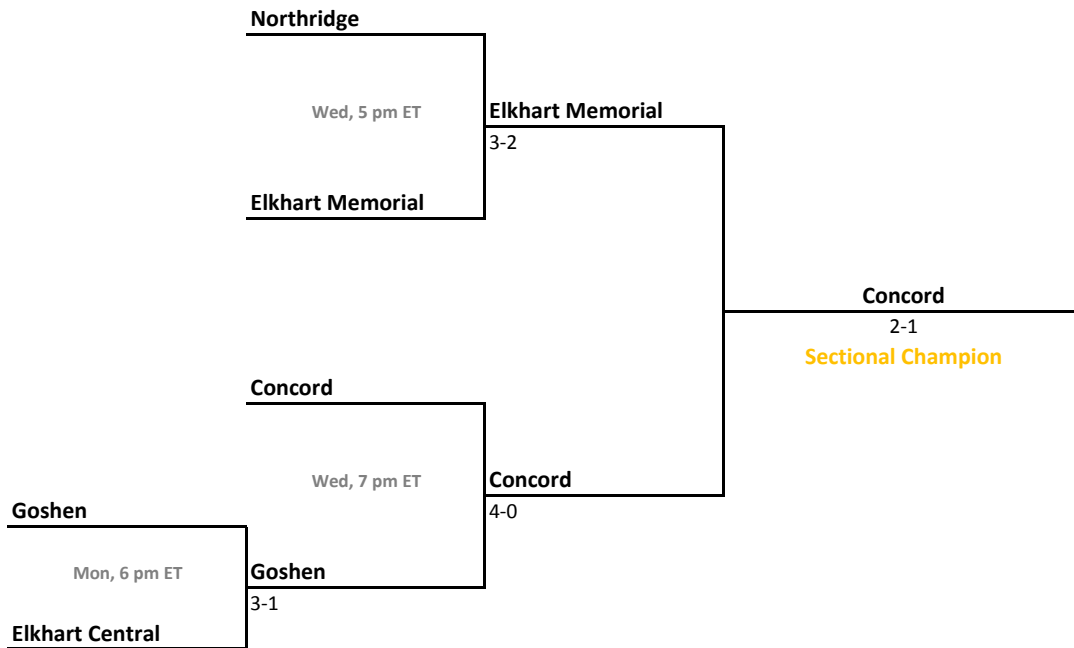 Northridge
Wed, 5 pm ET
Elkhart Memorial
3-2
Elkhart Memorial
Concord
2-1
Sectional Champion
Concord
Wed, 7 pm ET
Concord
4-0
Goshen
Mon, 6 pm ET
Goshen
3-1
Elkhart Central